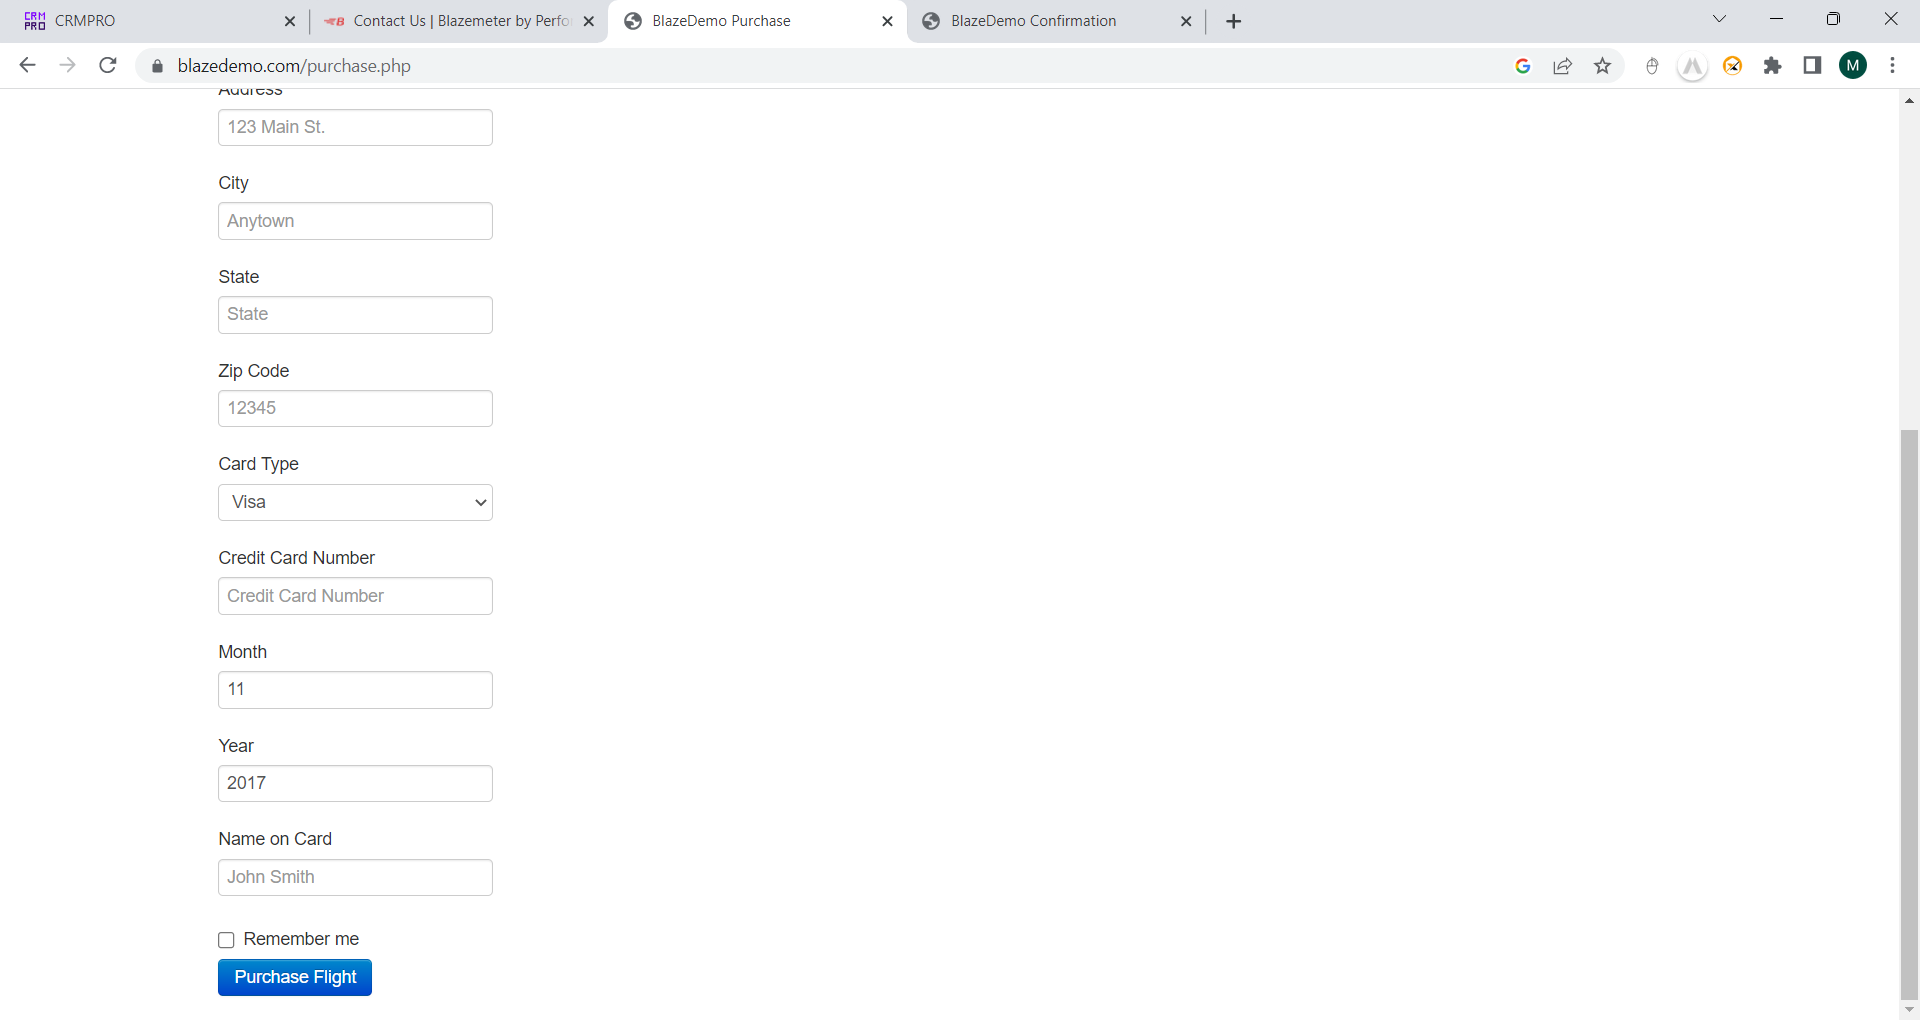 CRM
PRO
CRMPRO
Contact Us | Blazemeter by Perfo
BlazeDemo Purchase
BlazeDemo Confirmation
blazedemo.com/purchase.php
M
Address
123 Main St.
City
Anytown
State
State
Zip Code
12345
Card Type
Visa
Credit Card Number
Credit Card Number
Month
11
Year
2017
Name on Card
John Smith
Remember me
Purchase Flight